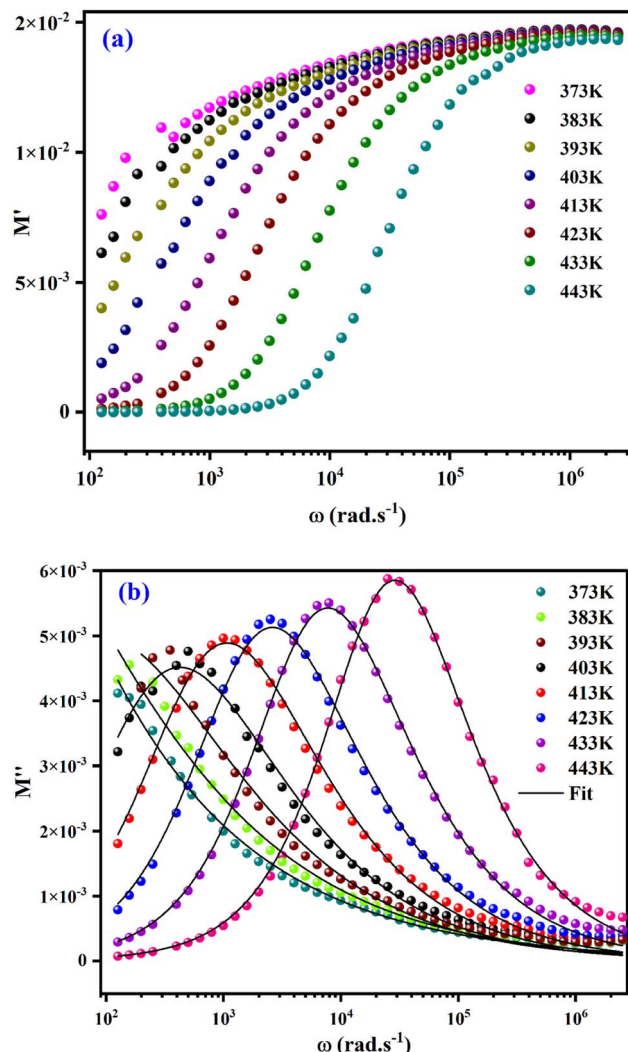 (a)
2×10⁻²
1×10⁻²
5×10⁻³
0
M'
373K
383K
393K
403K
413K
423K
433K
443K
10² 10³ 10⁴ 10⁵ 10⁶
ω (rad.s⁻¹)
(b)
6×10⁻³
5×10⁻³
4×10⁻³
3×10⁻³
2×10⁻³
1×10⁻³
0
M''
373K
383K
393K
403K
413K
423K
433K
443K
Fit
10² 10³ 10⁴ 10⁵ 10⁶
ω (rad.s⁻¹)